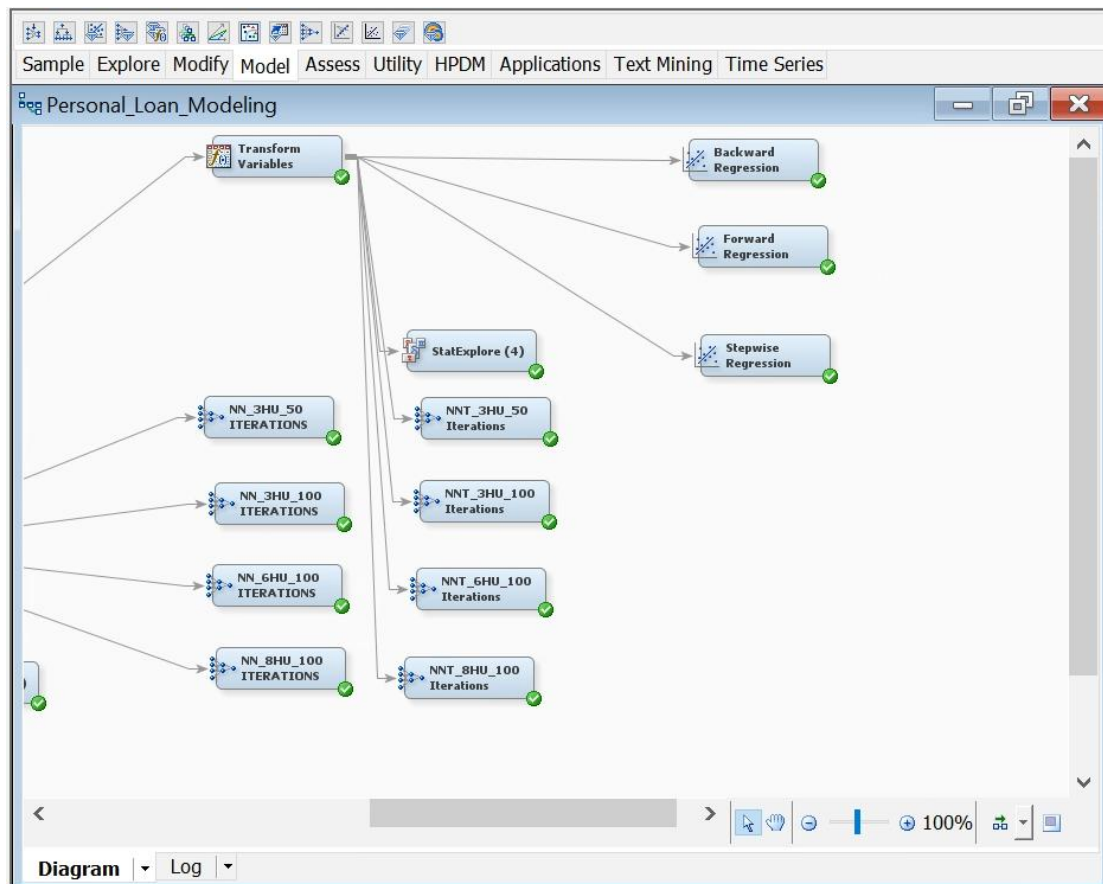 Sample Explore Modify Model Assess Utility HPDM Applications Text Mining Time Series
Personal_Loan_Modeling
Transform
Variables
Backward
Regression
Forward
Regression
StatExplore (4)
Stepwise
Regression
NN_3HU_50
ITERATIONS
NNT_3HU_50
Iterations
NN_3HU_100
ITERATIONS
NNT_3HU_100
Iterations
NN_6HU_100
ITERATIONS
NNT_6HU_100
Iterations
NN_8HU_100
ITERATIONS
NNT_8HU_100
Iterations
)
100%
Diagram Log